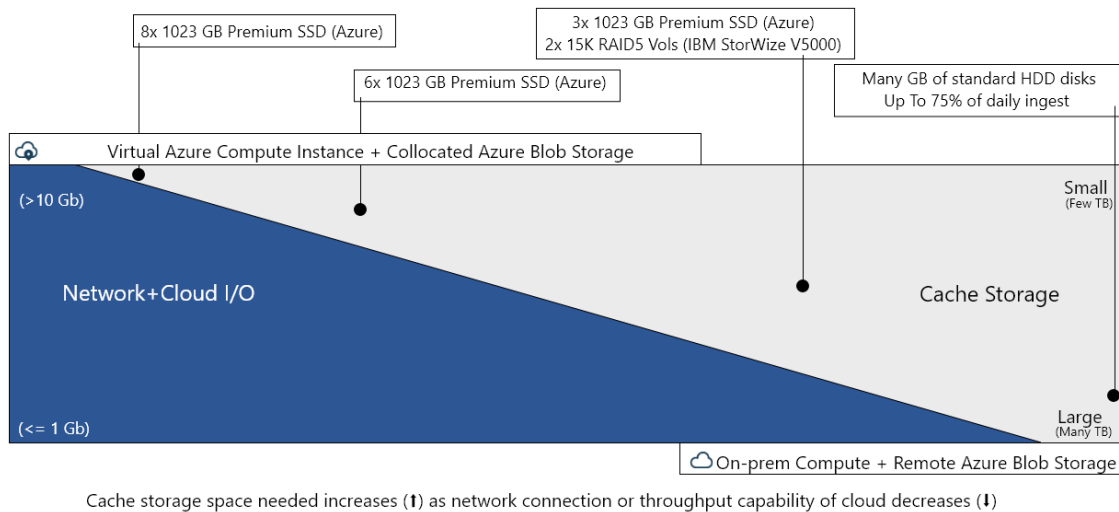 8x 1023 GB Premium SSD (Azure)
3x 1023 GB Premium SSD (Azure)
2x 15K RAID5 Vols (IBM StorWize V5000)
6x 1023 GB Premium SSD (Azure)
Many GB of standard HDD disks
Up To 75% of daily ingest
Virtual Azure Compute Instance + Collocated Azure Blob Storage
(>10 Gb)
Small
(Few TB)
Network+Cloud I/O
Cache Storage
(<= 1 Gb)
Large
(Many TB)
On-prem Compute + Remote Azure Blob Storage
Cache storage space needed increases (⬆) as network connection or throughput capability of cloud decreases (⬇)